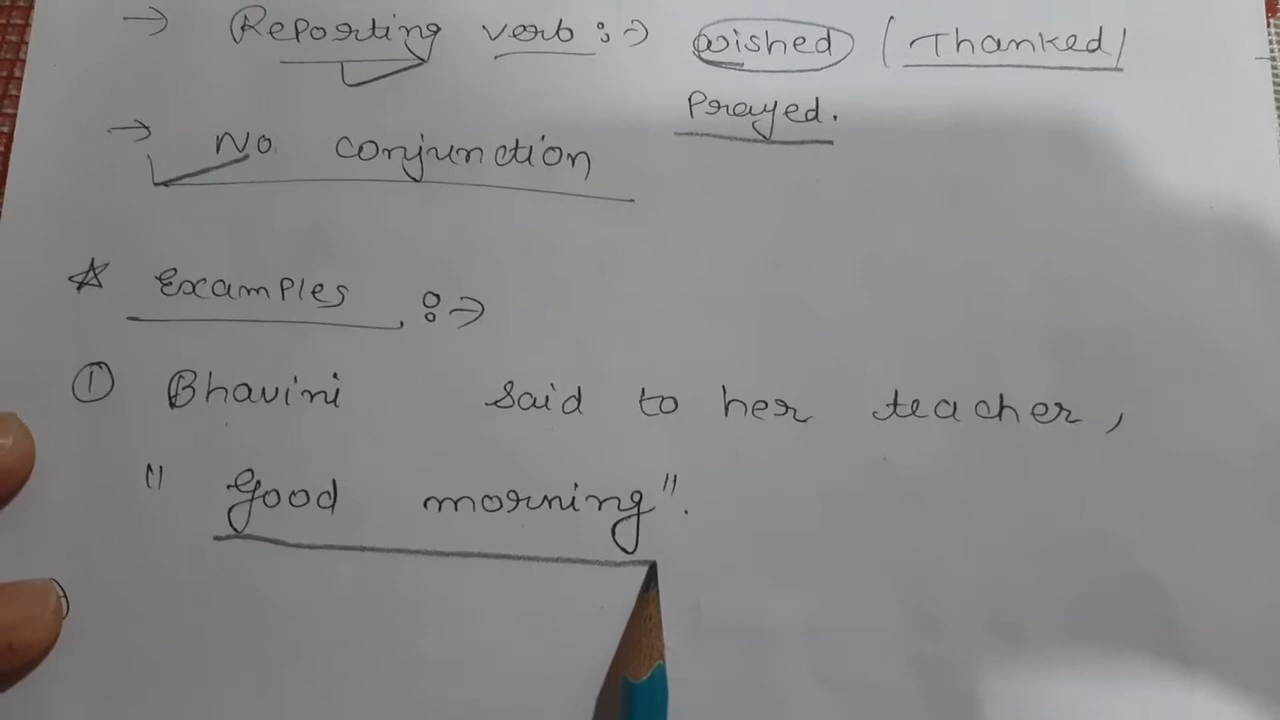 → Reporting verb :→ wished / Thanked /
Prayed.
→ No conjunction
☆ Examples :→
① Bhavini said to her teacher,
" Good morning".